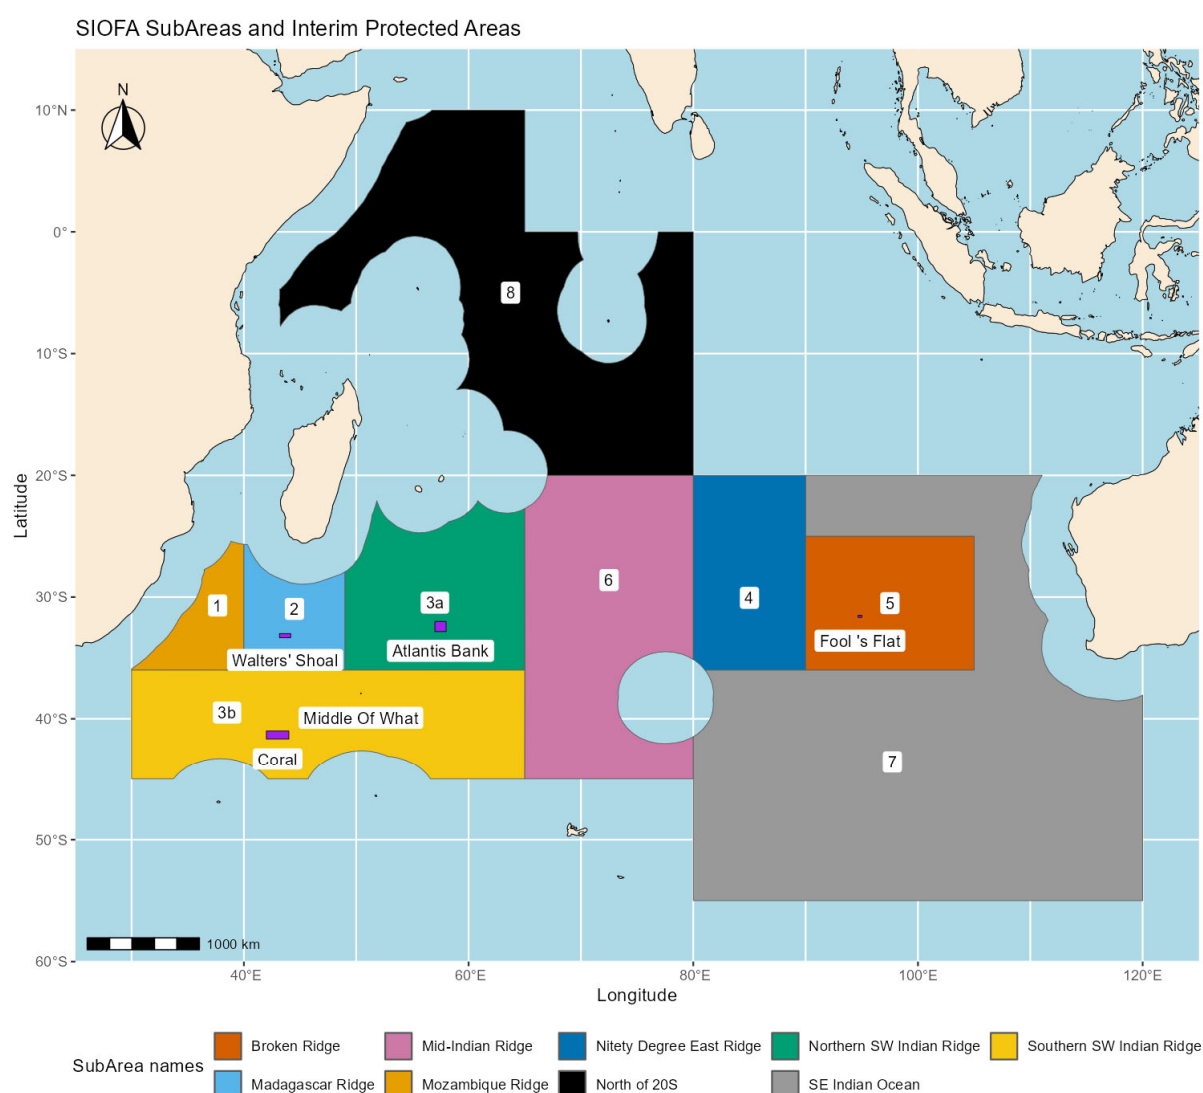 SIOFA SubAreas and Interim Protected Areas
N
10°N
0°
8
10°S
20°S
Latitude
6
30°S
1
2
3a
4
5
Walters' Shoal
Atlantis Bank
Fool 's Flat
40°S
3b
Middle Of What
Coral
7
50°S
1000 km
60°S
40°E
60°E
80°E
100°E
120°E
Longitude
SubArea names
Broken Ridge
Mid-Indian Ridge
Nitety Degree East Ridge
Northern SW Indian Ridge
Southern SW Indian Ridge
Madagascar Ridge
Mozambique Ridge
North of 20S
SE Indian Ocean